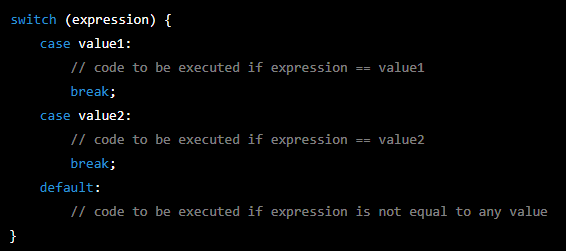 switch (expression) {
    case value1:
        // code to be executed if expression == value1
        break;
    case value2:
        // code to be executed if expression == value2
        break;
    default:
        // code to be executed if expression is not equal to any value
}